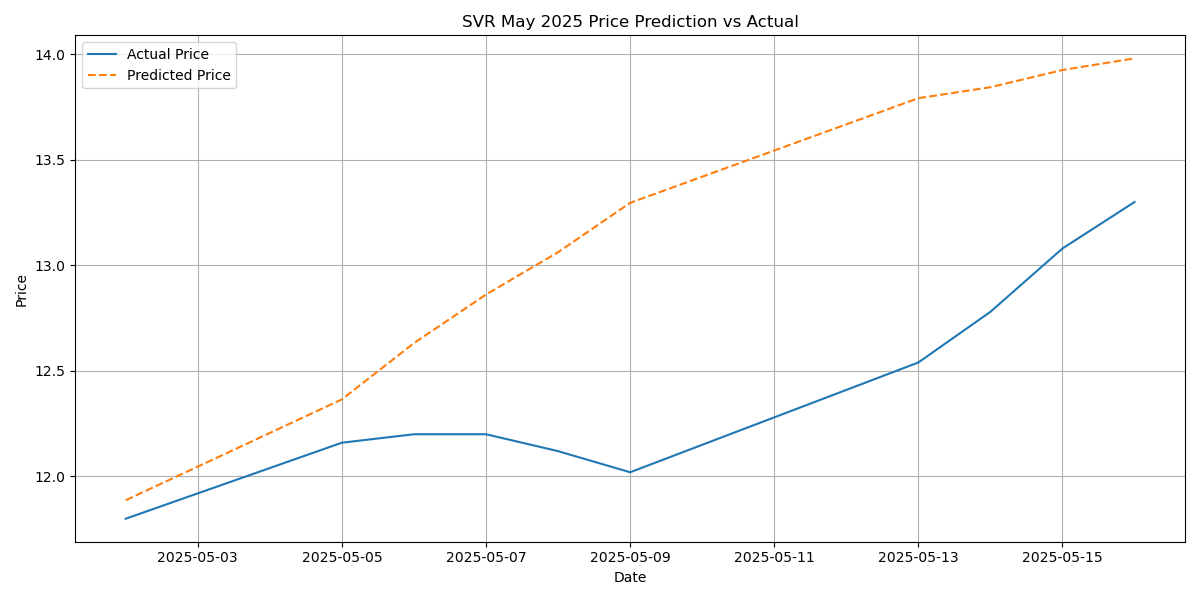 SVR May 2025 Price Prediction vs Actual
Actual Price
Predicted Price
14.0
13.5
13.0
12.5
12.0
Price
2025-05-03 2025-05-05 2025-05-07 2025-05-09 2025-05-11 2025-05-13 2025-05-15
Date